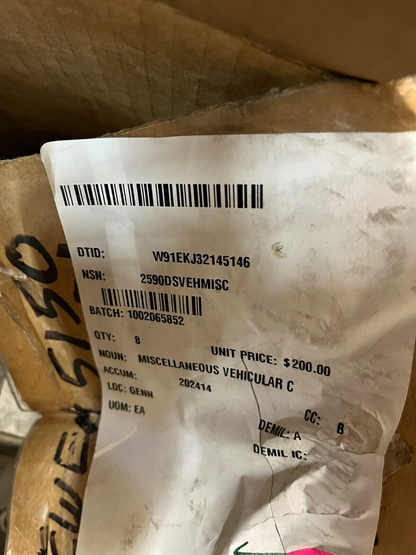 DTID: W91EKJ32145146
NSN: 2590DSVEHMISC
BATCH: 1002065852
QTY: 8
UNIT PRICE: $200.00
NOUN: MISCELLANEOUS VEHICULAR C
ACCUM: 202414
LOC: GENN
CC: B
UOM: EA
DEMIL: A
DEMIL IC: